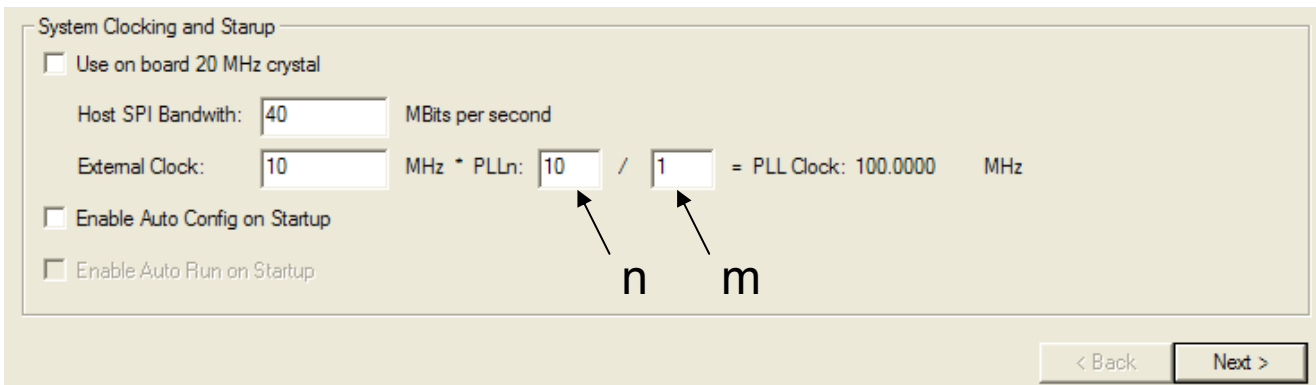 System Clocking and Starup
Use on board 20 MHz crystal
Host SPI Bandwith: 40 MBits per second
External Clock: 10 MHz * PLLn: 10 / 1 = PLL Clock: 100.0000 MHz
Enable Auto Config on Startup
Enable Auto Run on Startup
n m
< Back Next >